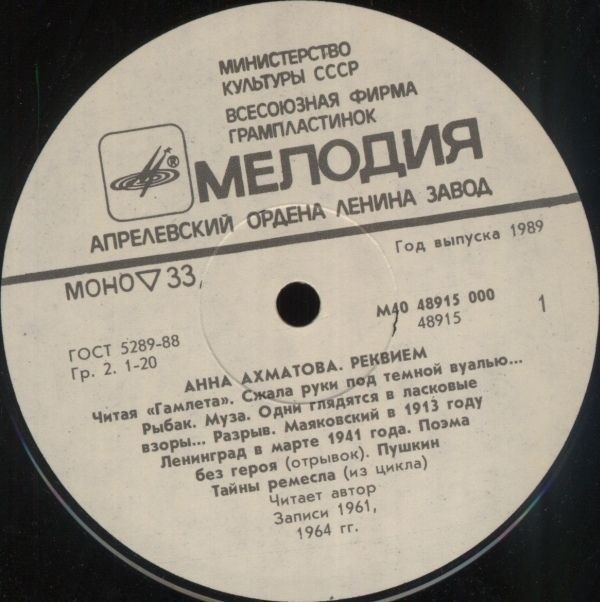 МИНИСТЕРСТВО
КУЛЬТУРЫ СССР
ВСЕСОЮЗНАЯ ФИРМА
ГРАМПЛАСТИНОК
® МЕЛОДИЯ
АПРЕЛЕВСКИЙ ОРДЕНА ЛЕНИНА ЗАВОД
Год выпуска 1989
МОНО ▽ 33
М40 48915 000
48915
1
ГОСТ 5289-88
Гр. 2. 1-20
АННА АХМАТОВА. РЕКВИЕМ
Читая «Гамлета». Сжала руки под темной вуалью...
Рыбак. Муза. Одни глядятся в ласковые
взоры... Разрыв. Маяковский в 1913 году
Ленинград в марте 1941 года. Поэма
без героя (отрывок). Пушкин
Тайны ремесла (из цикла)
Читает автор
Записи 1961,
1964 гг.